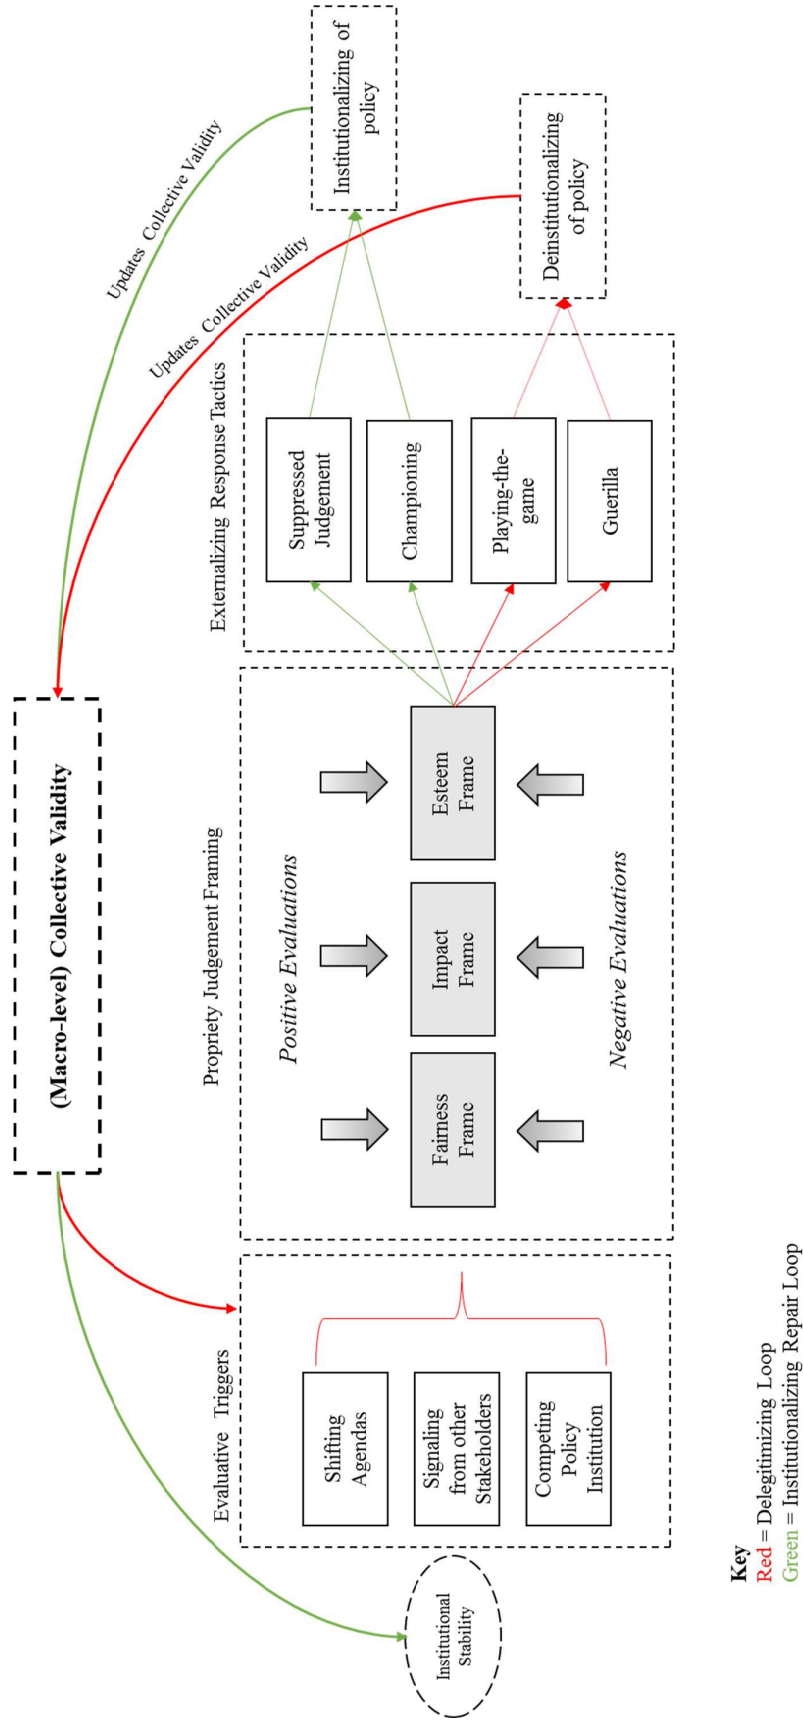 (Macro-level) Collective Validity
Updates Collective Validity
Updates Collective Validity
Evaluative Triggers
Propriety Judgement Framing
Externalizing Response Tactics
Institutional
Stability
Shifting
Agendas
Signaling
from other
Stakeholders
Competing
Policy
Institution
Positive Evaluations
Fairness
Frame
Impact
Frame
Esteem
Frame
Negative Evaluations
Suppressed
Judgement
Championing
Playing-the-
game
Guerilla
Institutionalizing of
policy
Deinstitutionalizing
of policy
Key
Red = Delegitimizing Loop
Green = Institutionalizing Repair Loop